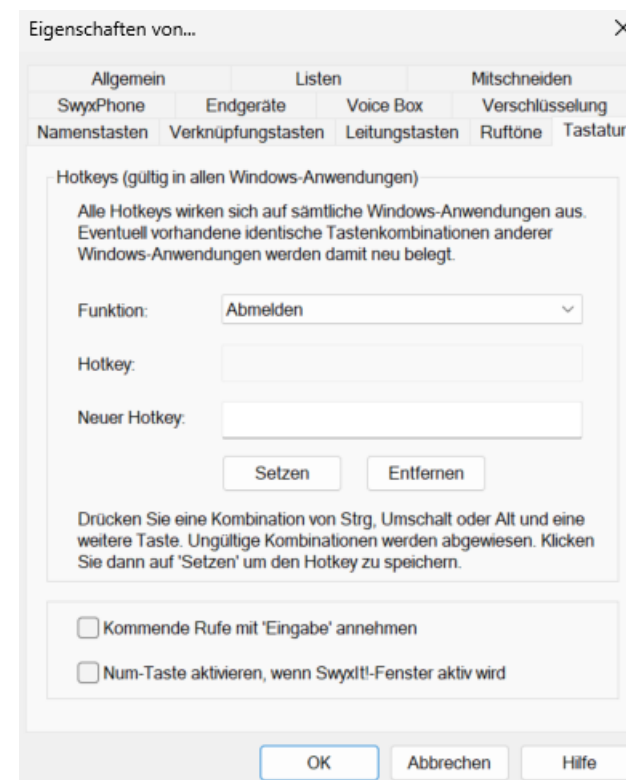 Eigenschaften von...
Allgemein Listen Mitschneiden
SwyxPhone Endgeräte Voice Box Verschlüsselung
Namenstasten Verknüpfungstasten Leitungstasten Ruftöne Tastatur
Hotkeys (gültig in allen Windows-Anwendungen)
Alle Hotkeys wirken sich auf sämtliche Windows-Anwendungen aus.
Eventuell vorhandene identische Tastenkombinationen anderer
Windows-Anwendungen werden damit neu belegt.
Funktion: Abmelden
Hotkey:
Neuer Hotkey:
Setzen Entfernen
Drücken Sie eine Kombination von Strg, Umschalt oder Alt und eine
weitere Taste. Ungültige Kombinationen werden abgewiesen. Klicken
Sie dann auf 'Setzen' um den Hotkey zu speichern.
Kommende Rufe mit 'Eingabe' annehmen
Num-Taste aktivieren, wenn SwyxIt!-Fenster aktiv wird
OK Abbrechen Hilfe